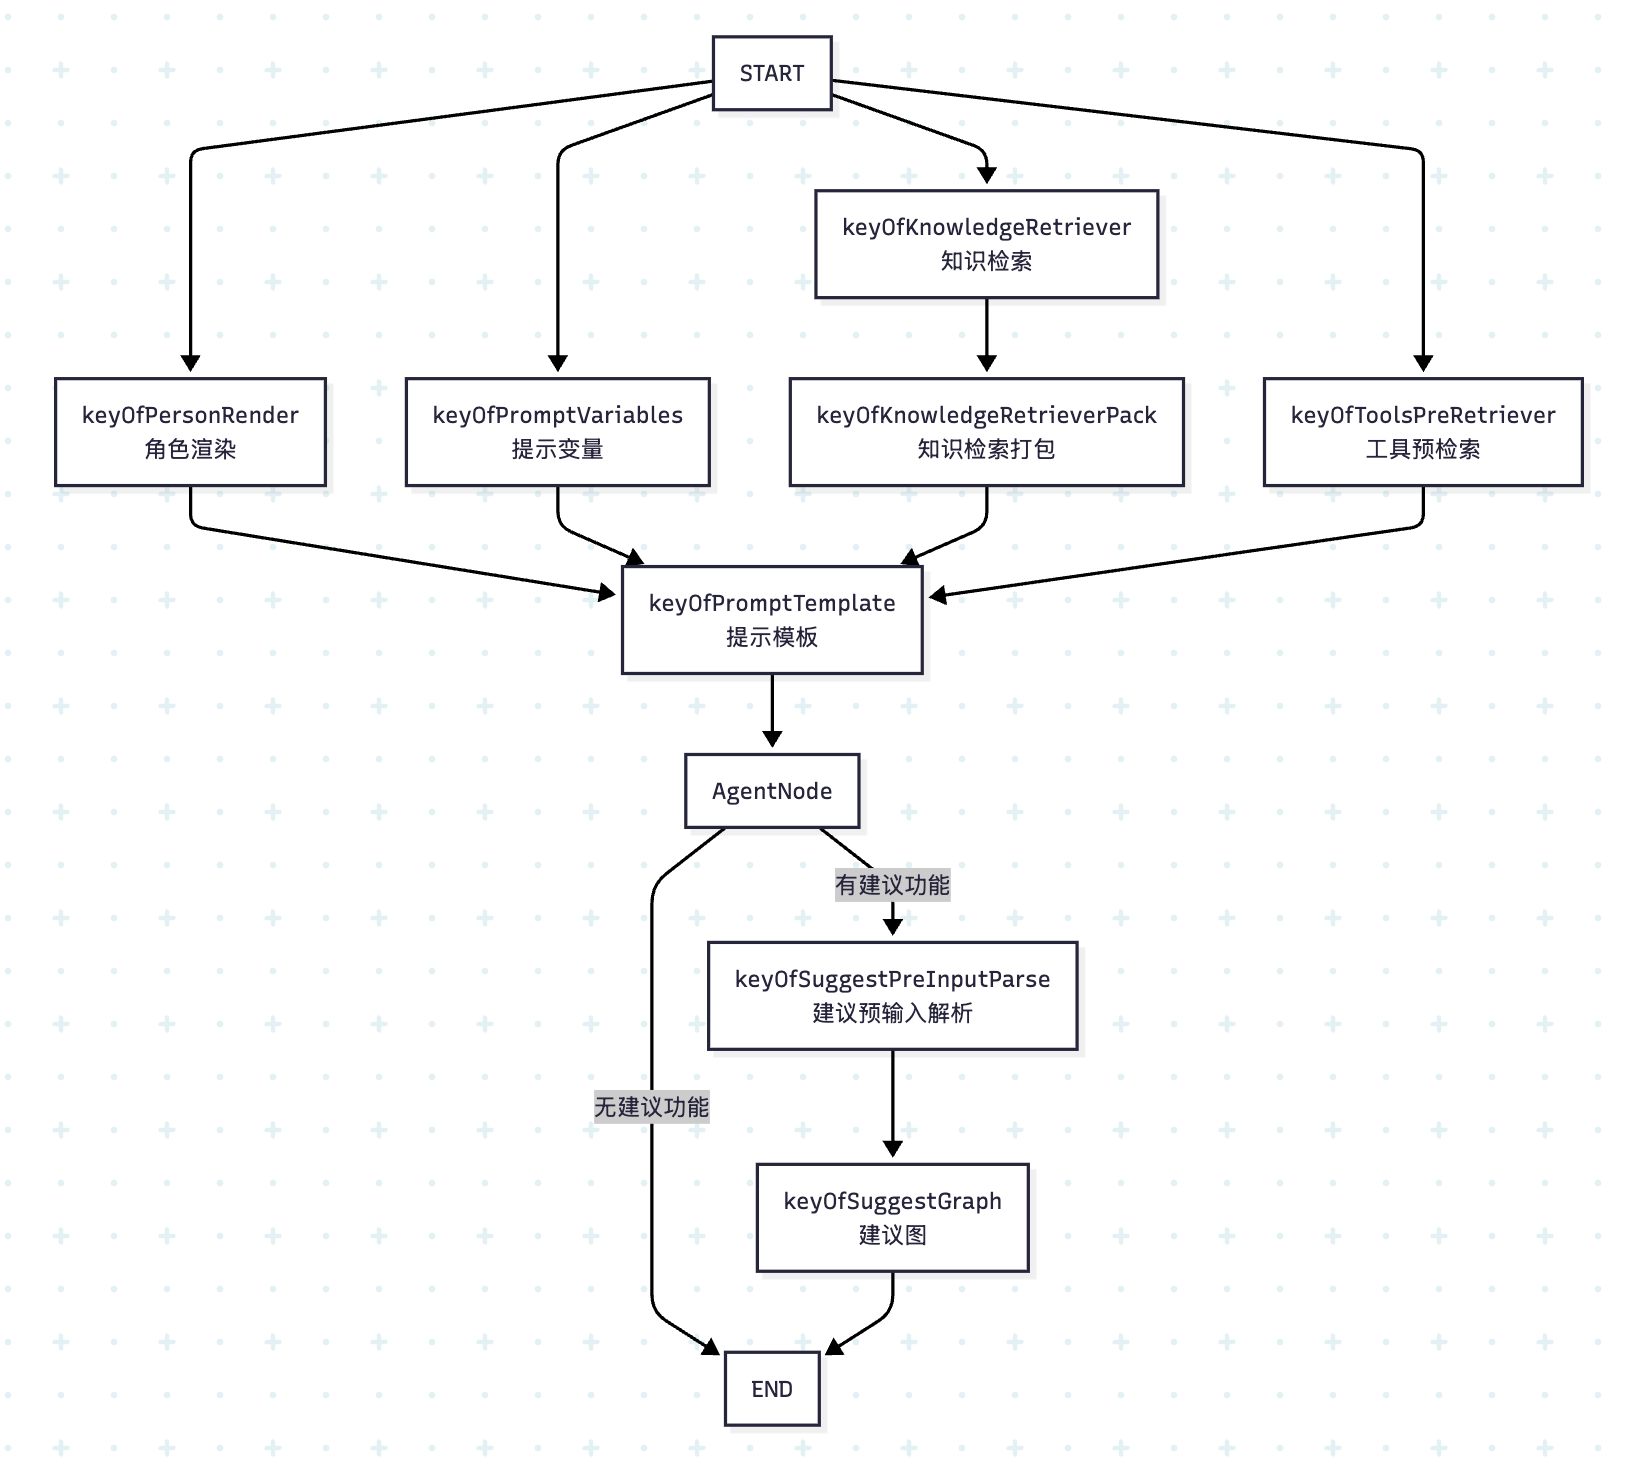 START
keyOfKnowledgeRetriever
知识检索
keyOfPersonRender
角色渲染
keyOfPromptVariables
提示变量
keyOfKnowledgeRetrieverPack
知识检索打包
keyOfToolsPreRetriever
工具预检索
keyOfPromptTemplate
提示模板
AgentNode
有建议功能
keyOfSuggestPreInputParse
建议预输入解析
无建议功能
keyOfSuggestGraph
建议图
END